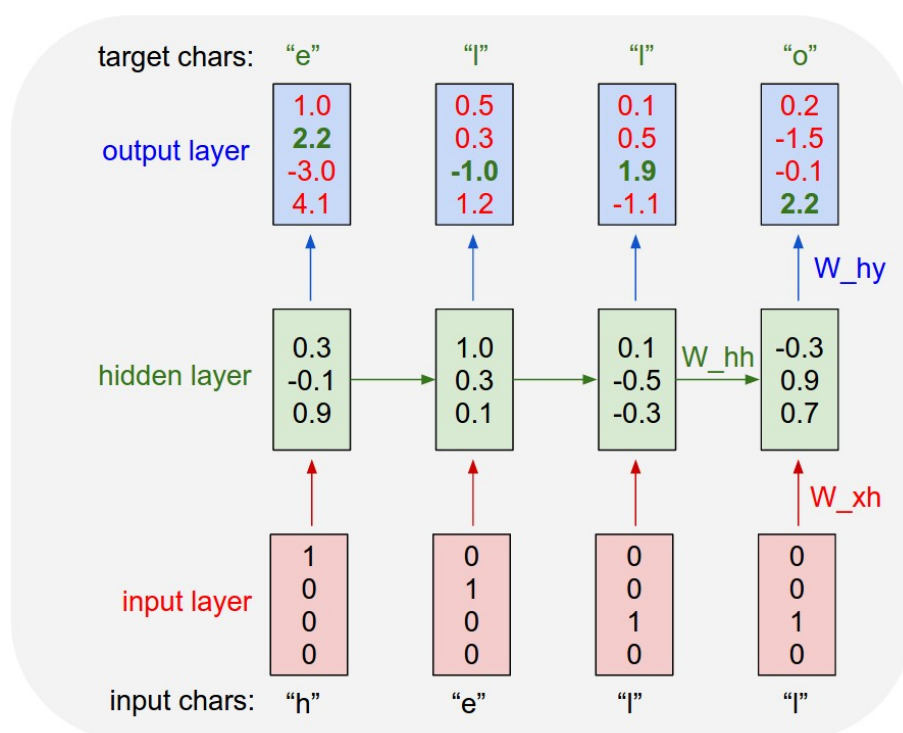 target chars: “e” “l” “l” “o”
output layer
1.0 0.5 0.1 0.2
2.2 0.3 0.5 -1.5
-3.0 -1.0 1.9 -0.1
4.1 1.2 -1.1 2.2
W_hy
hidden layer
0.3 1.0 0.1 -0.3
-0.1 0.3 -0.5 0.9
0.9 0.1 -0.3 0.7
W_hh
W_xh
input layer
1 0 0 0
0 1 0 0
0 0 1 1
0 0 0 0
input chars: “h” “e” “l” “l”